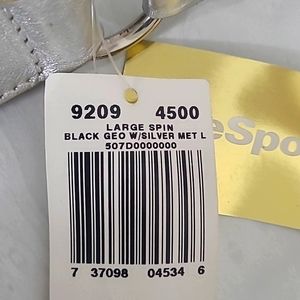 9209 4500
LARGE SPIN
BLACK GEO W/SILVER MET L
507D0000000
7 37098 04534 6
eSpo